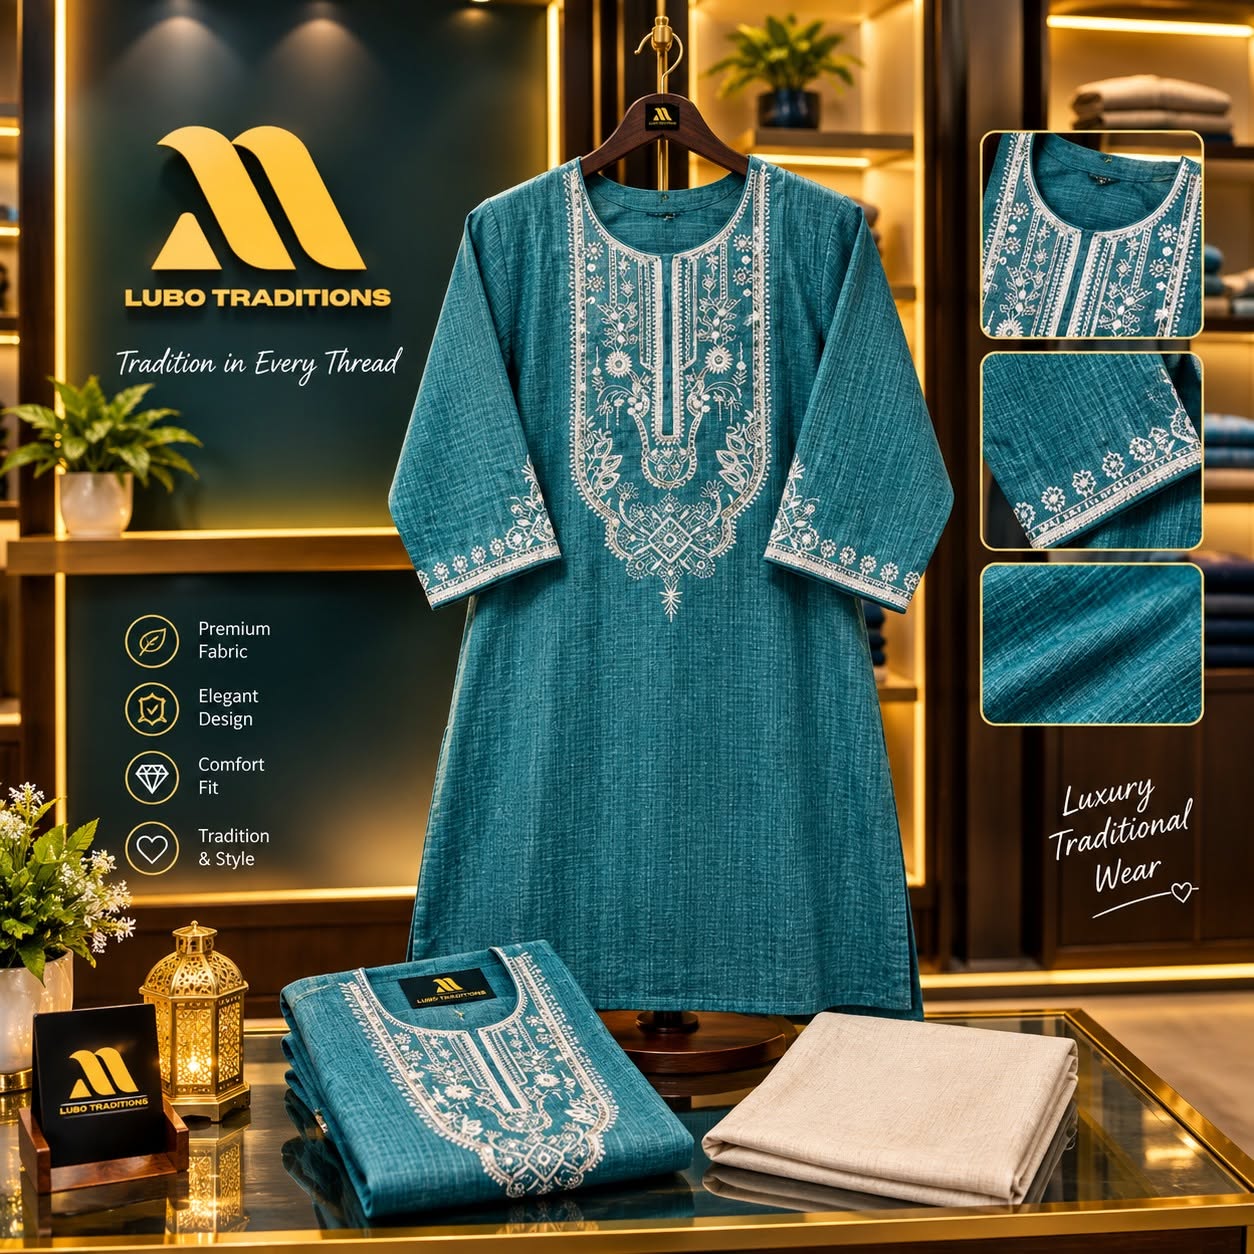 LUBO TRADITIONS
Tradition in Every Thread
Premium
Fabric
Elegant
Design
Comfort
Fit
Tradition
& Style
Luxury
Traditional
Wear
LUBO TRADITIONS
LUBO TRADITIONS